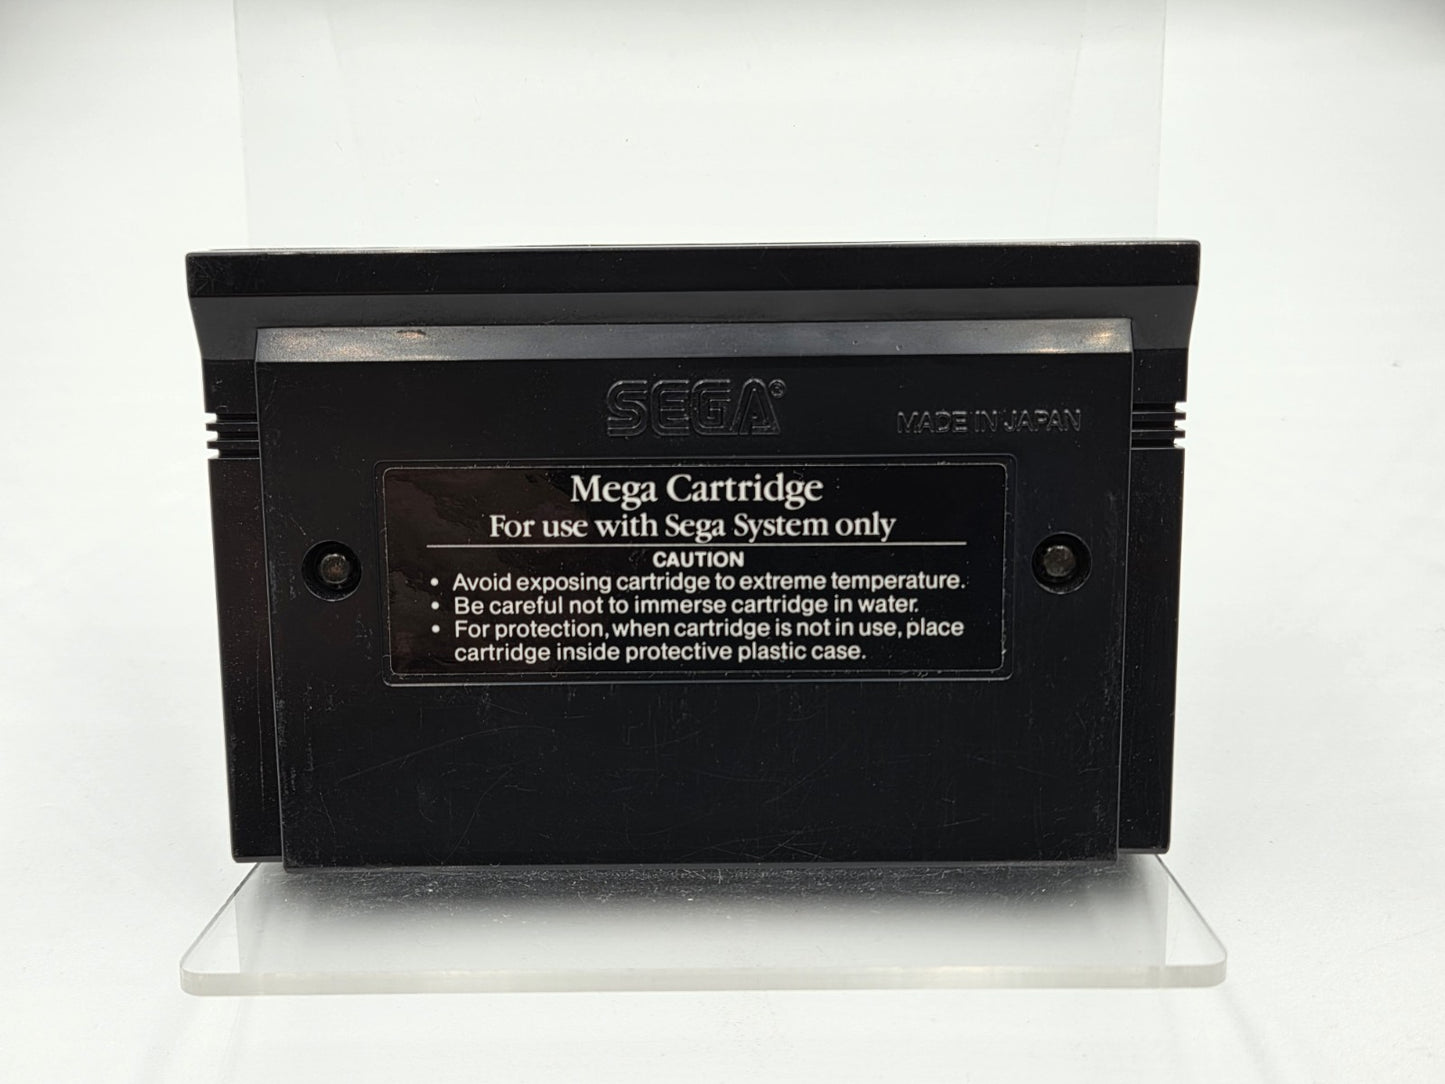 SEGA®
MADE IN JAPAN
Mega Cartridge
For use with Sega System only
CAUTION
• Avoid exposing cartridge to extreme temperature.
• Be careful not to immerse cartridge in water.
• For protection, when cartridge is not in use, place
cartridge inside protective plastic case.